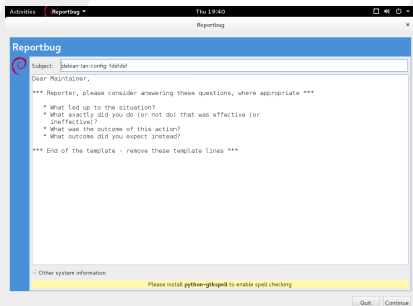 Activities Reportbug Thu 19:40
Reportbug ×
Reportbug
Subject: debian-lan-config: fdsfdsf
Dear Maintainer,
*** Reporter, please consider answering these questions, where appropriate ***
* What led up to the situation?
* What exactly did you do (or not do) that was effective (or
ineffective)?
* What was the outcome of this action?
* What outcome did you expect instead?
*** End of the template - remove these template lines ***
Other system information
Please install python-gtkspell to enable spell checking
Quit Continue